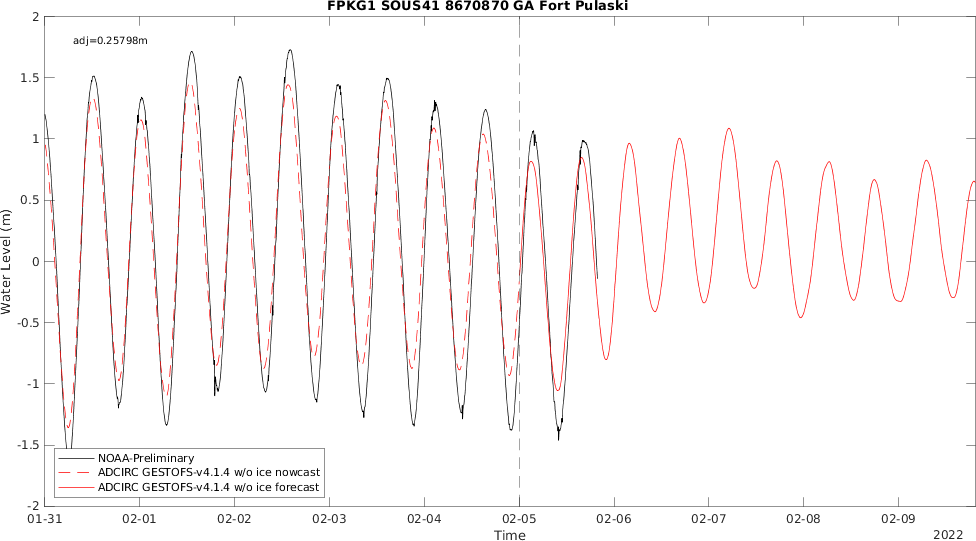 FPKG1 SOUS41 8670870 GA Fort Pulaski
adj=0.25798m
Water Level (m)
2
1.5
1
0.5
0
-0.5
-1
-1.5
-2
NOAA-Preliminary
ADCIRC GESTOFS-v4.1.4 w/o ice nowcast
ADCIRC GESTOFS-v4.1.4 w/o ice forecast
01-31 02-01 02-02 02-03 02-04 02-05 02-06 02-07 02-08 02-09
Time
2022